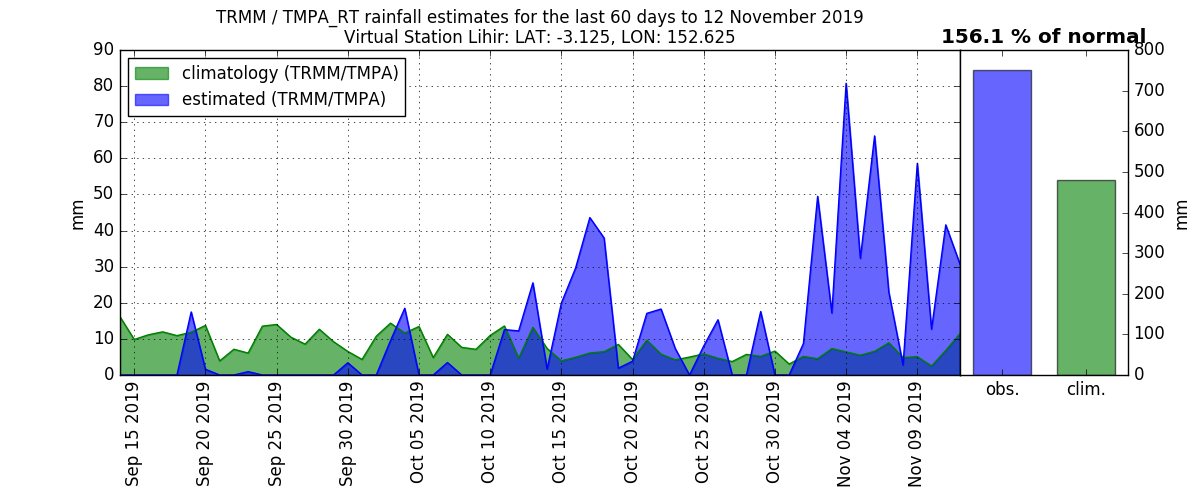 TRMM / TMPA_RT rainfall estimates for the last 60 days to 12 November 2019
Virtual Station Lihir: LAT: -3.125, LON: 152.625
156.1 % of normal
climatology (TRMM/TMPA)
estimated (TRMM/TMPA)
mm
90
80
70
60
50
40
30
20
10
0
Sep 15 2019
Sep 20 2019
Sep 25 2019
Sep 30 2019
Oct 05 2019
Oct 10 2019
Oct 15 2019
Oct 20 2019
Oct 25 2019
Oct 30 2019
Nov 04 2019
Nov 09 2019
800
700
600
500
400
300
200
100
0
mm
obs.
clim.